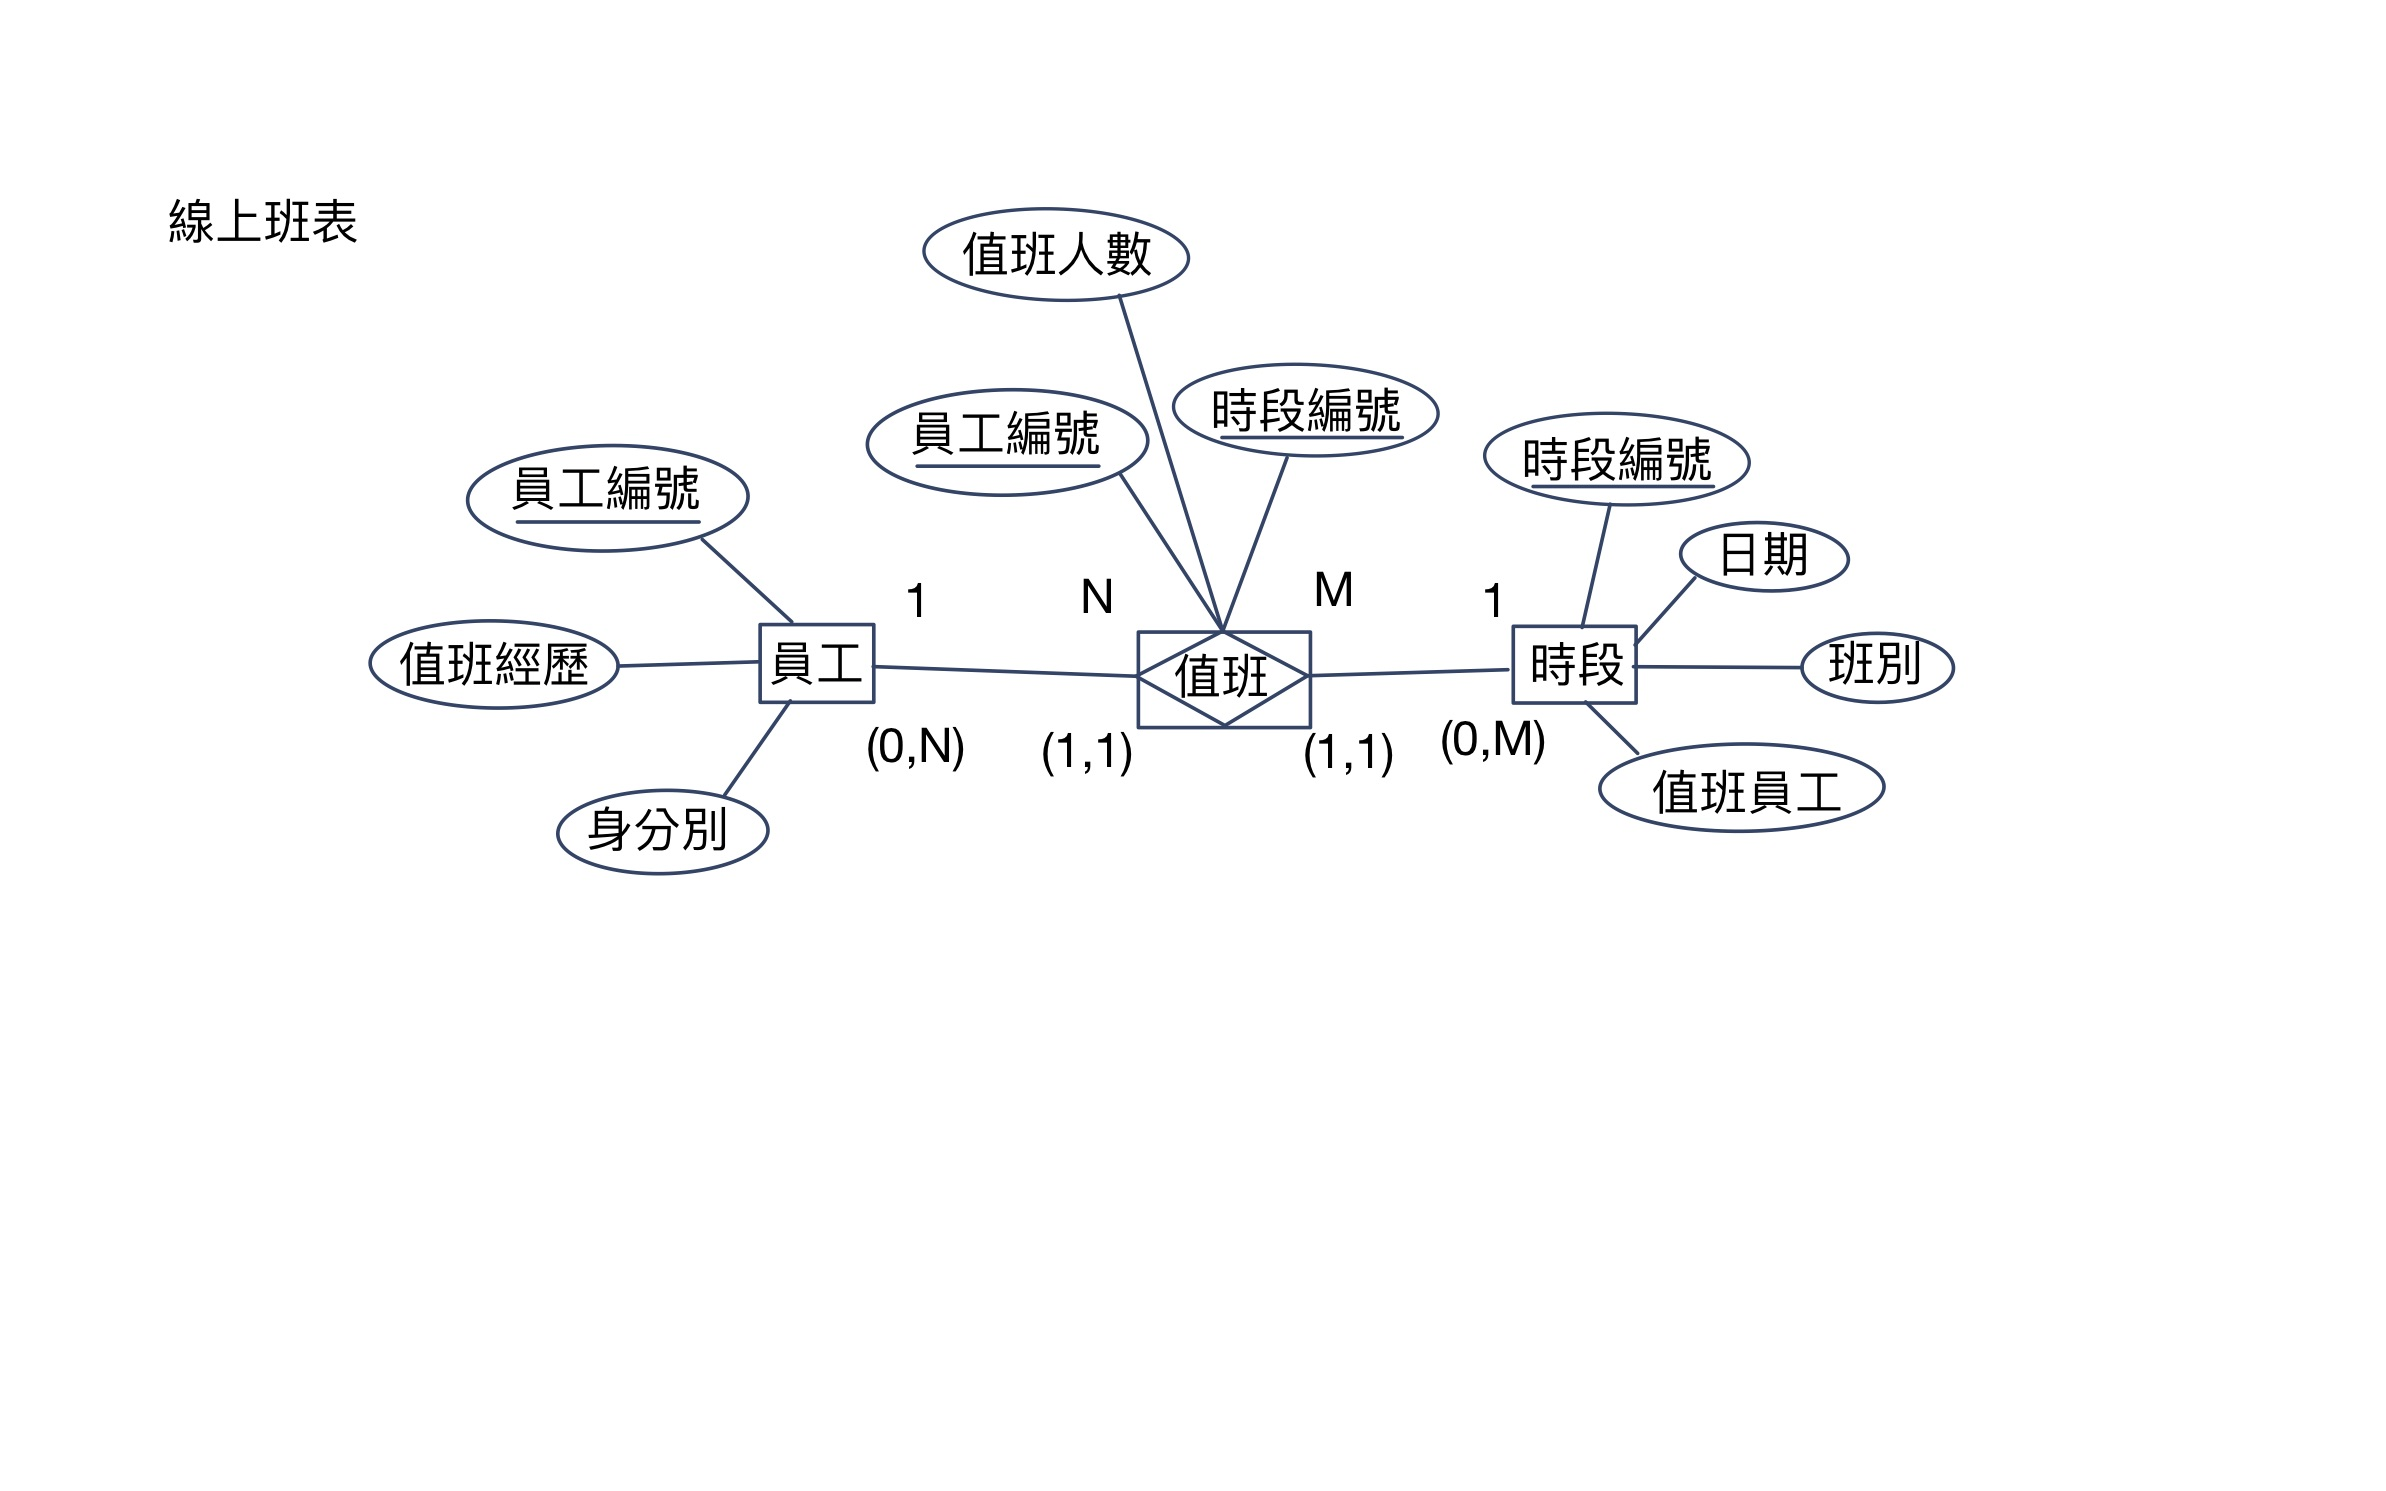 線上班表
值班人數
時段編號
員工編號
時段編號
員工編號
日期
1
N
M
1
值班經歷
員工
值班
時段
班別
(0,N)
(1,1)
(1,1)
(0,M)
值班員工
身分別